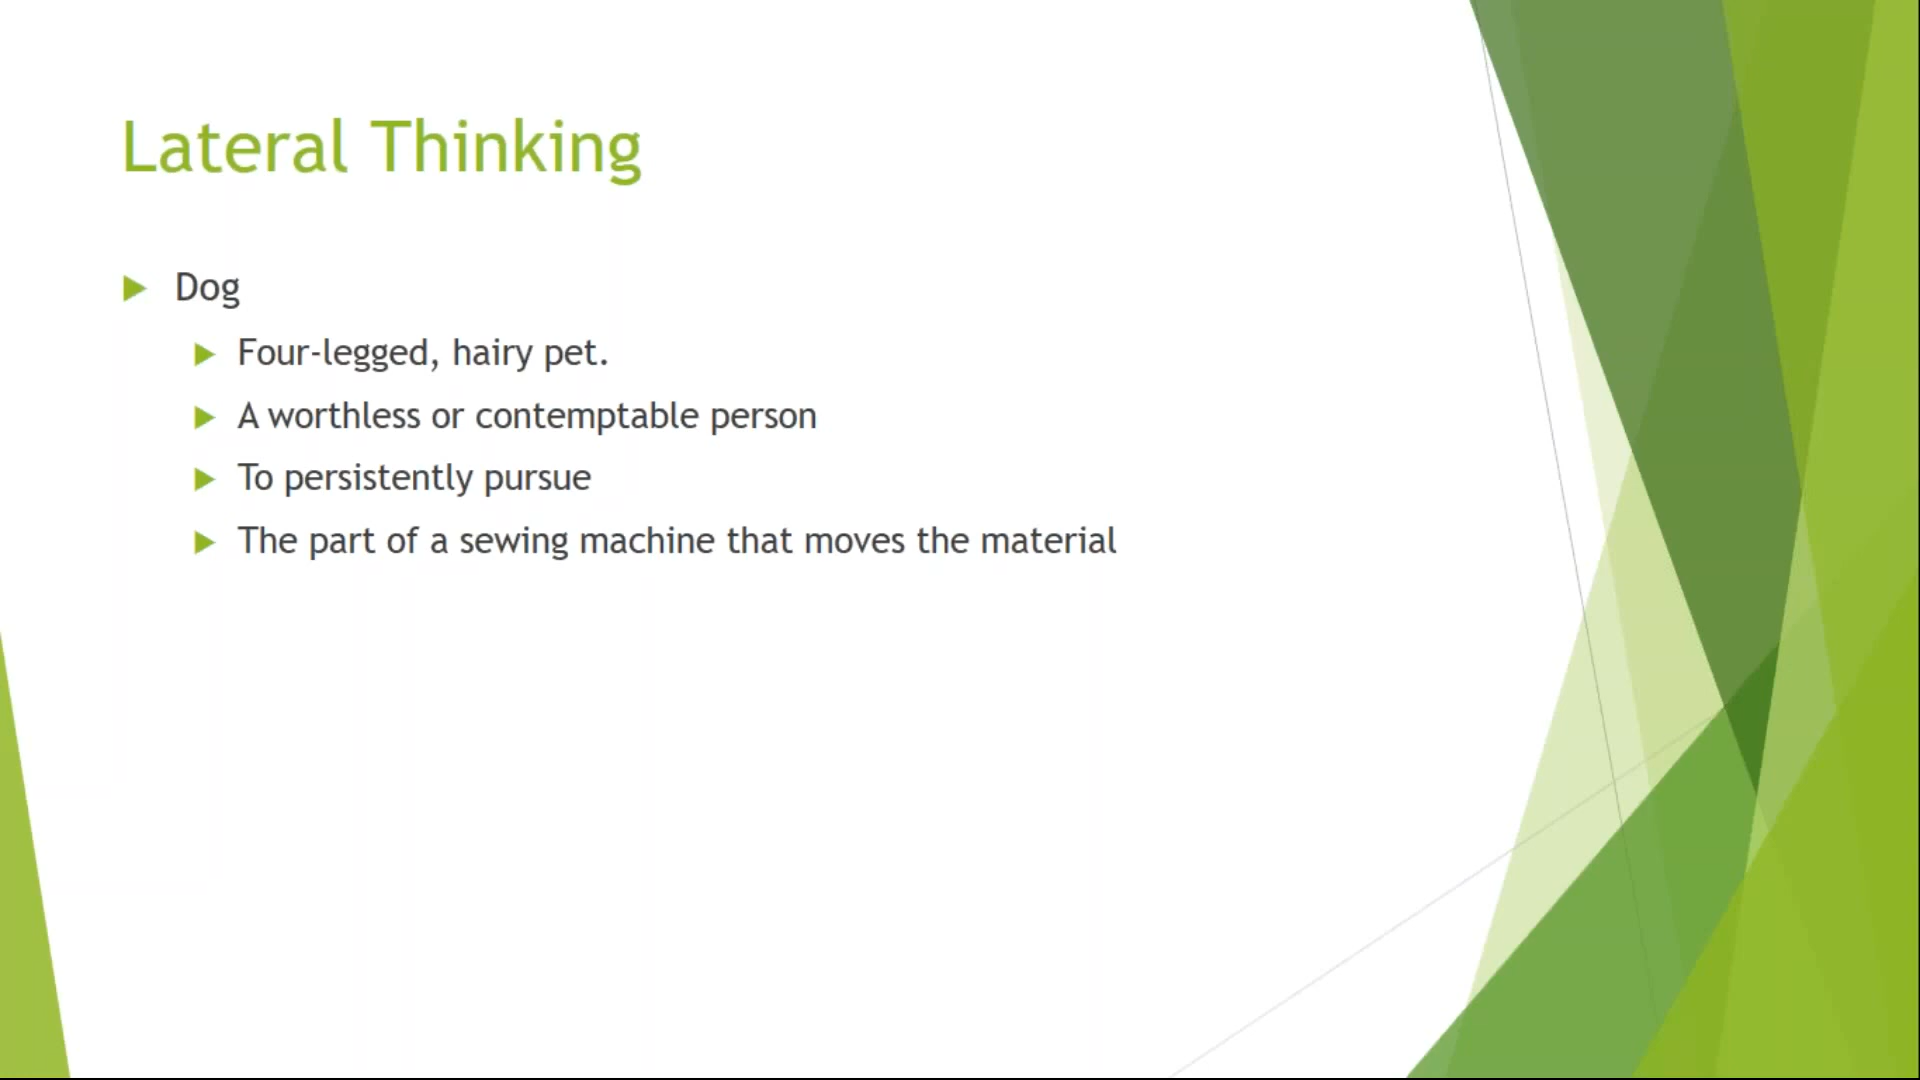 Lateral Thinking
Dog
Four-legged, hairy pet.
A worthless or contemptable person
To persistently pursue
The part of a sewing machine that moves the material